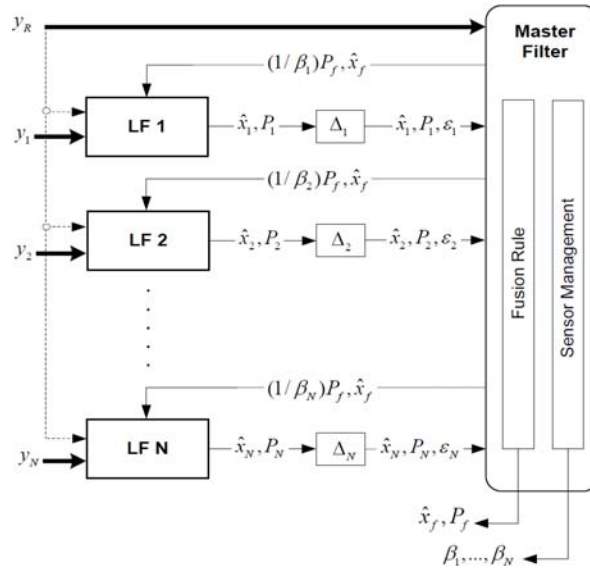 y_R
Master Filter
(1/β_1)P_f, x̂_f
y_1
LF 1
x̂_1, P_1
Δ_1
x̂_1, P_1, ε_1
(1/β_2)P_f, x̂_f
y_2
LF 2
x̂_2, P_2
Δ_2
x̂_2, P_2, ε_2
Fusion Rule
Sensor Management
(1/β_N)P_f, x̂_f
y_N
LF N
x̂_N, P_N
Δ_N
x̂_N, P_N, ε_N
x̂_f, P_f
β_1,..., β_N